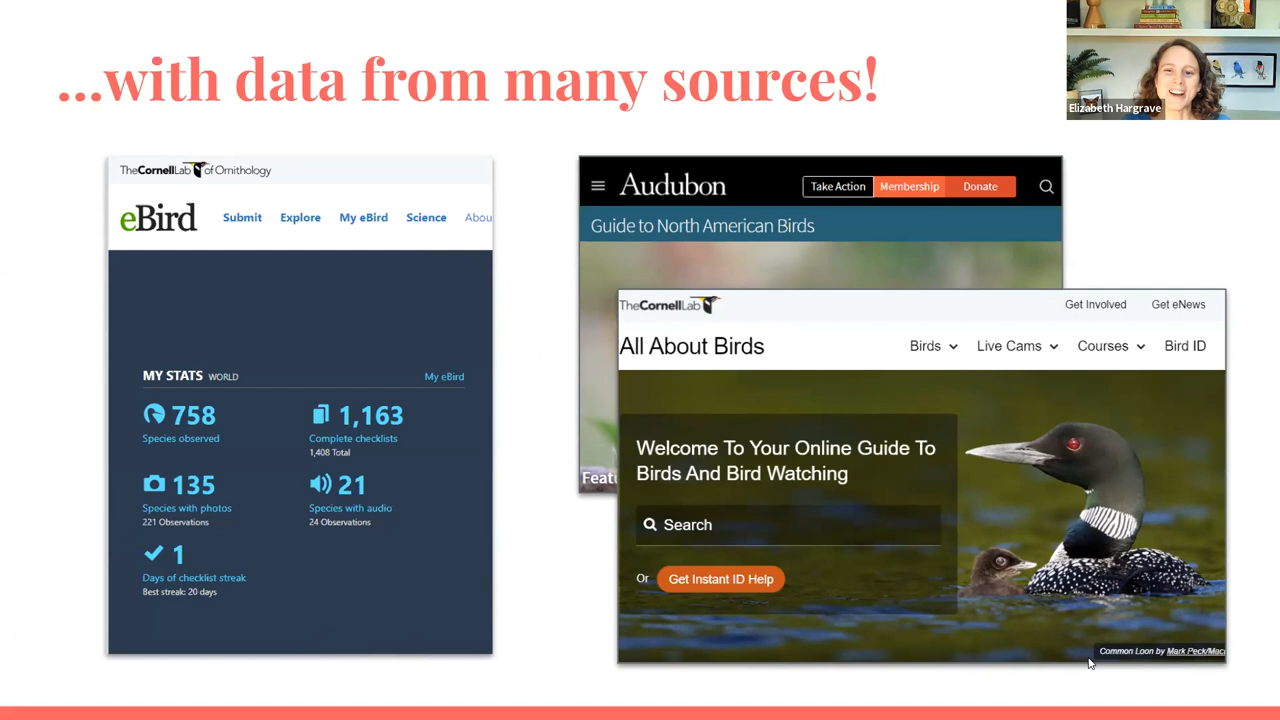 ...with data from many sources!
Elizabeth Hargrave
TheCornellLab of Ornithology
eBird Submit Explore My eBird Science Abou
MY STATS WORLD My eBird
758 1,163
Species observed Complete checklists
1,408 Total
135 21
Species with photos Species with audio
221 Observations 24 Observations
1
Days of checklist streak
Best streak: 20 days
Audubon Take Action Membership Donate
Guide to North American Birds
Featu
TheCornellLab Get Involved Get eNews
All About Birds Birds Live Cams Courses Bird ID
Welcome To Your Online Guide To
Birds And Bird Watching
Search
Or Get Instant ID Help
Common Loon by Mark Peck/Mac